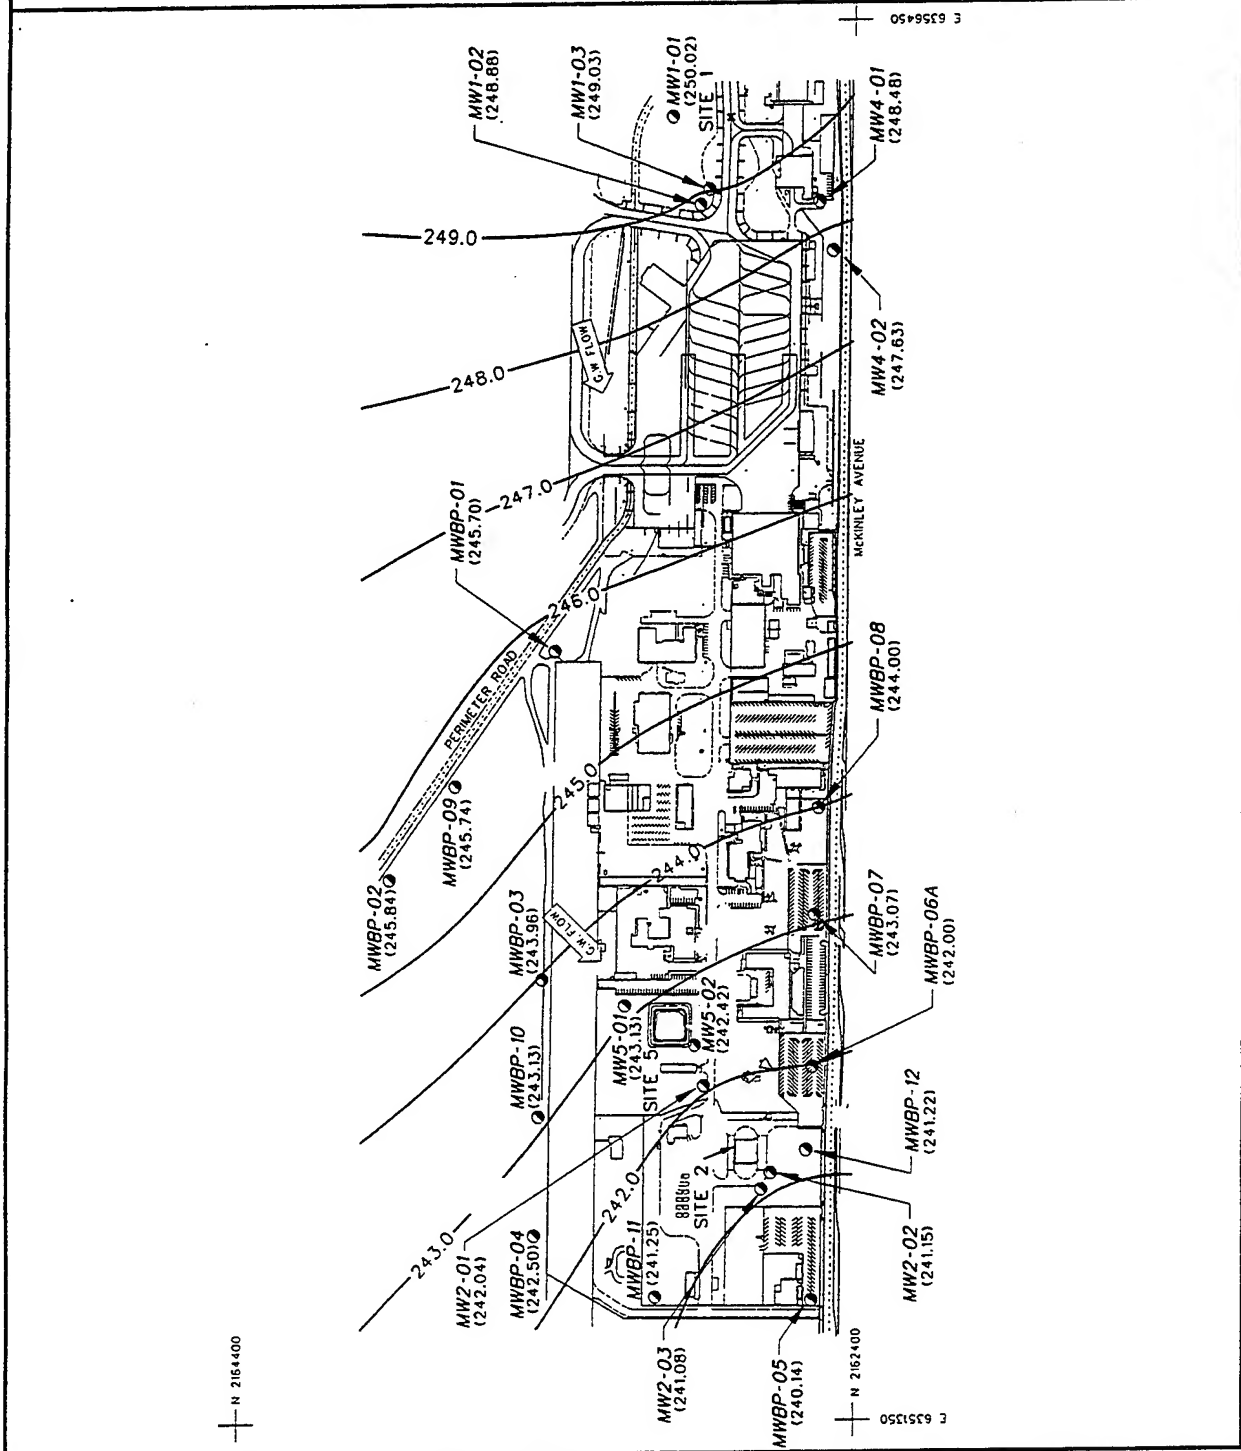 E 6356450
MW1-02
(248.88)
MW1-03
(249.03)
MW1-01
(250.02)
SITE 1
MW4-01
(248.48)
249.0
248.0
G.W FLOW
MW4-02
(247.63)
247.0
MWBP-01
(245.70)
McKINLEY AVENUE
246.0
PERIMETER ROAD
MWBP-08
(244.00)
245.0
MWBP-09
(245.74)
244.0
MWBP-02
(245.84)
MWBP-03
(243.96)
G.W. FLOW
MWBP-07
(243.07)
MWBP-06A
(242.00)
MWBP-10
(243.13)
MW5-01
(243.13)
SITE 5
MW5-02
(242.42)
MWBP-12
(241.22)
242.0
SITE 2
243.0
MW2-01
(242.04)
MWBP-04
(242.50)
MWBP-11
(241.25)
MW2-02
(241.15)
MW2-03
(241.08)
MWBP-05
(240.14)
N 2164400
N 2162400
E 6351350